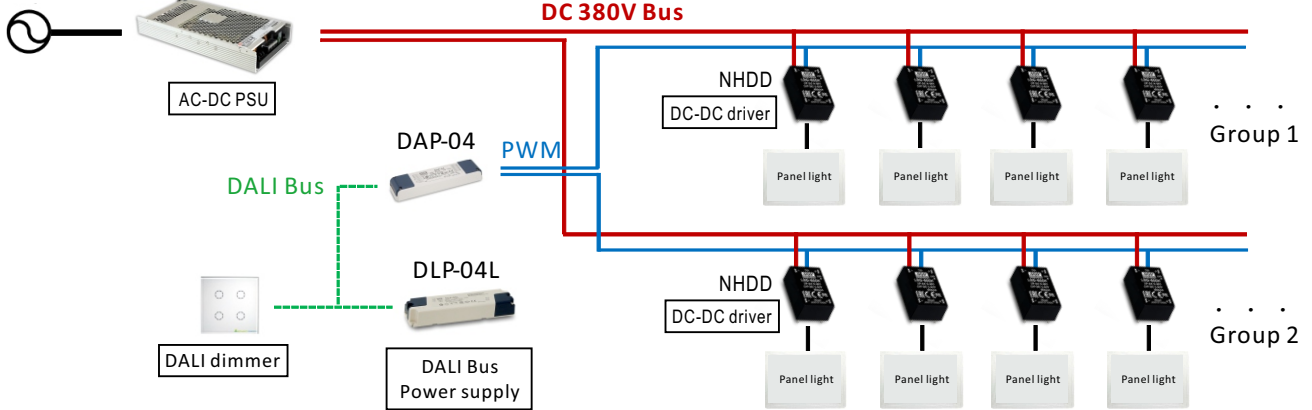 DC 380V Bus
AC-DC PSU
NHDD
DC-DC driver
Panel light
Panel light
Panel light
Panel light
. . .
Group 1
DAP-04
PWM
DALI Bus
DLP-04L
DALI dimmer
DALI Bus
Power supply
NHDD
DC-DC driver
Panel light
Panel light
Panel light
Panel light
. . .
Group 2